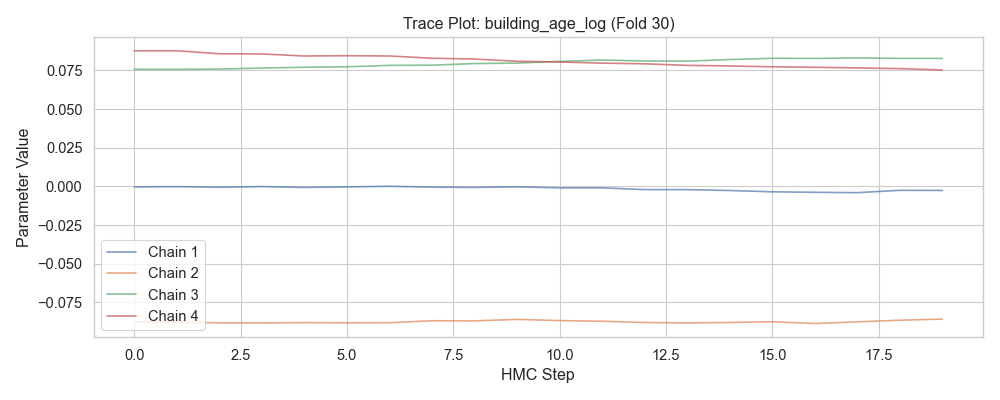 Trace Plot: building_age_log (Fold 30)
Parameter Value
0.075
0.050
0.025
0.000
−0.025
−0.050
−0.075
Chain 1
Chain 2
Chain 3
Chain 4
0.0 2.5 5.0 7.5 10.0 12.5 15.0 17.5
HMC Step